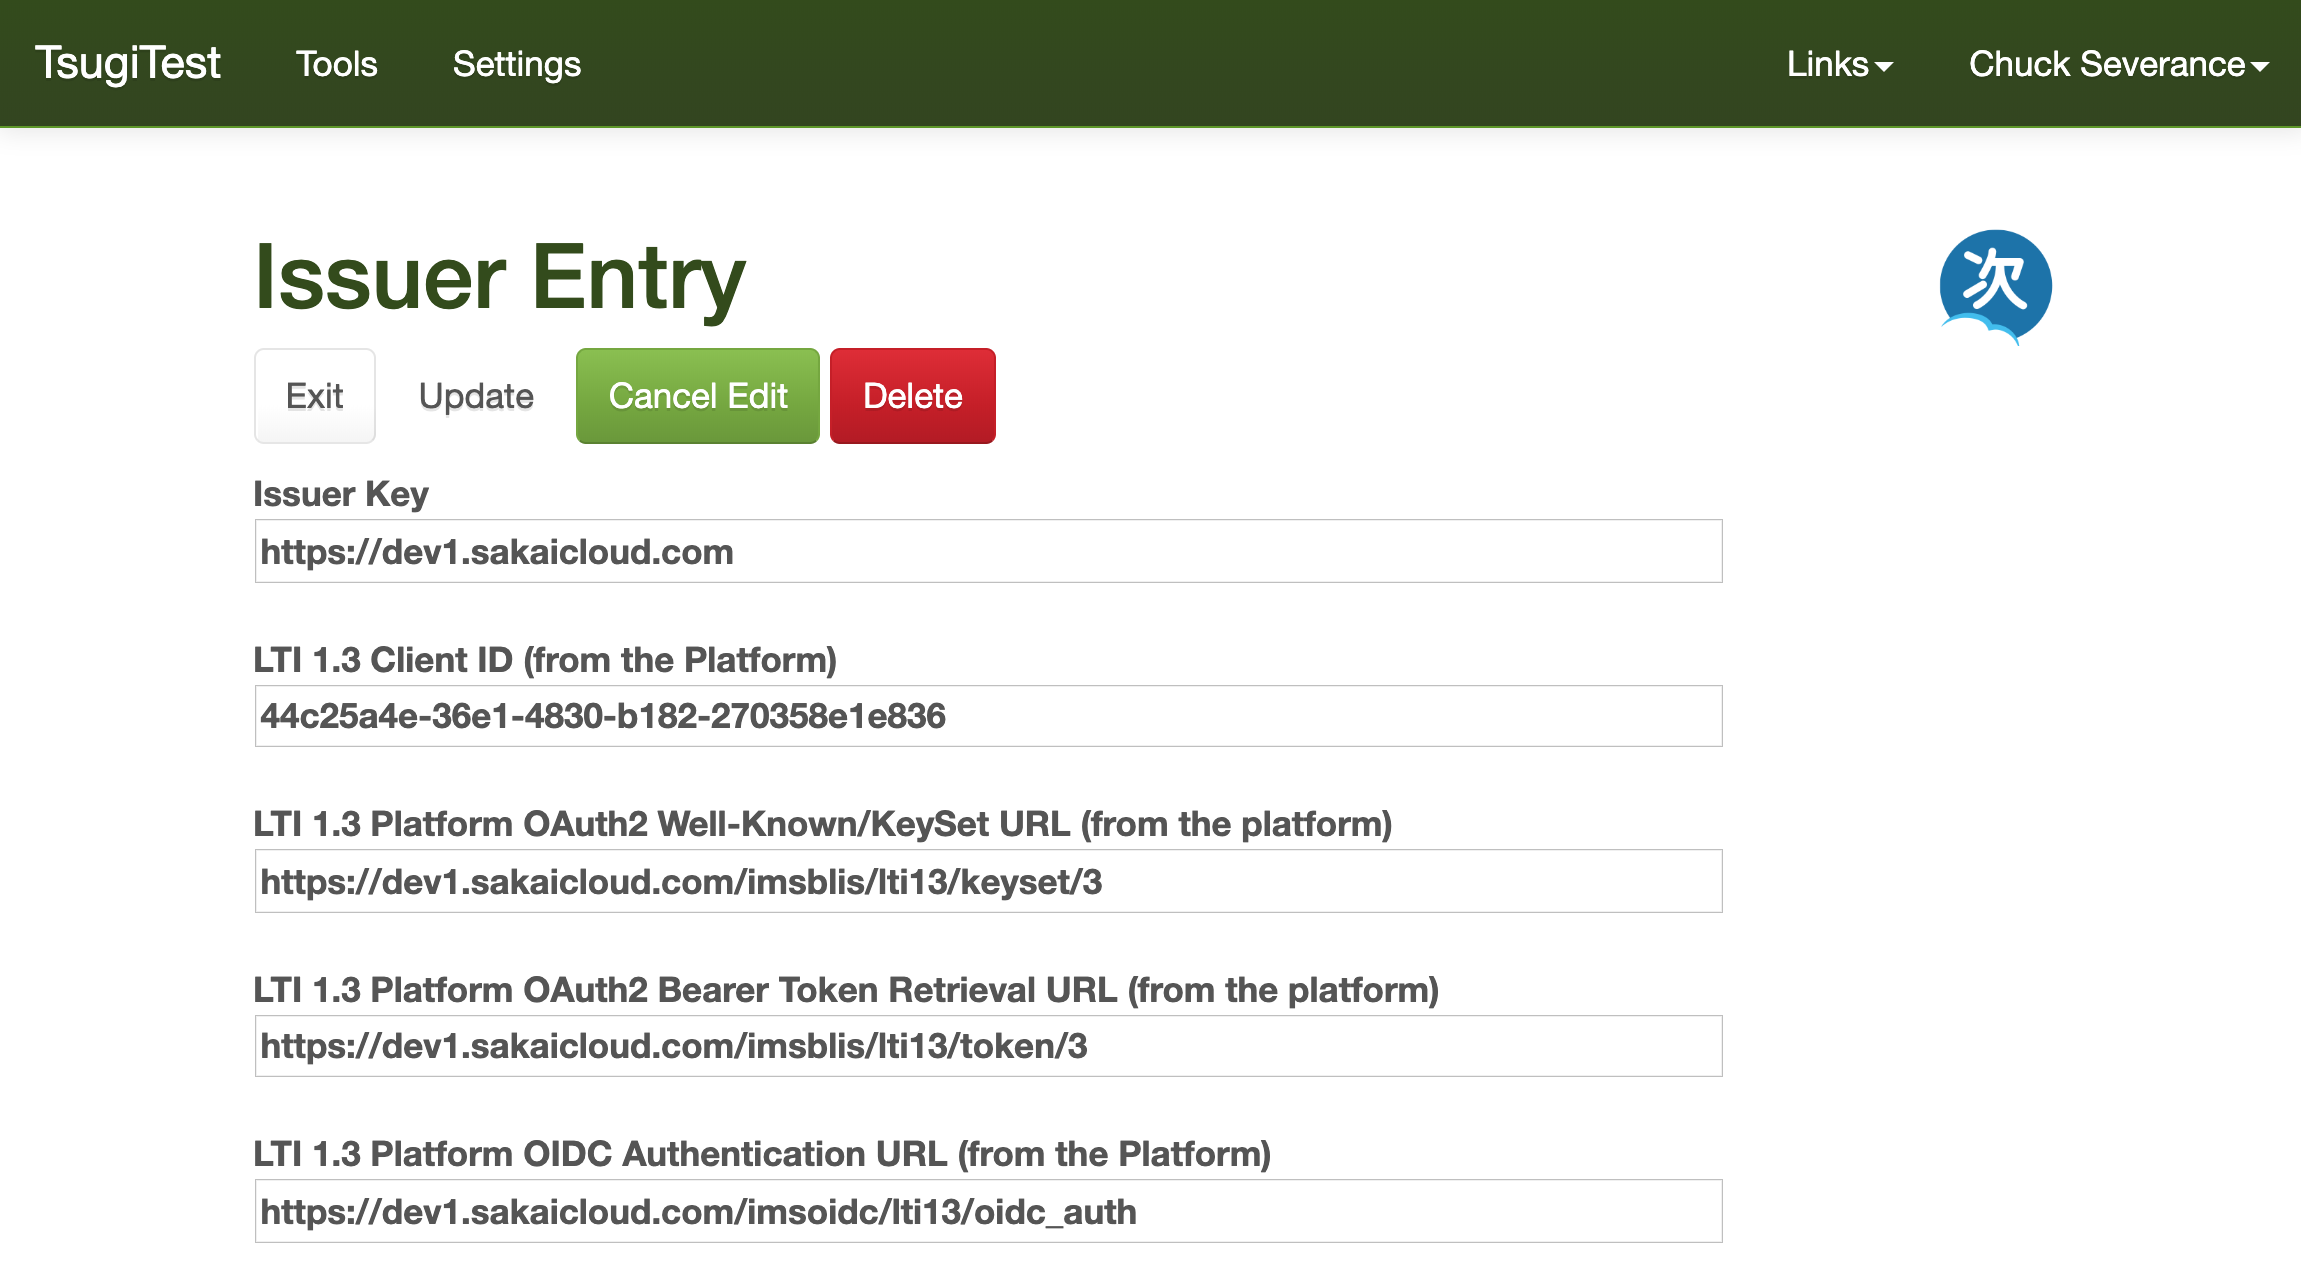 TsugiTest Tools Settings Links Chuck Severance
Issuer Entry
次
Exit Update Cancel Edit Delete
Issuer Key
https://dev1.sakaicloud.com
LTI 1.3 Client ID (from the Platform)
44c25a4e-36e1-4830-b182-270358e1e836
LTI 1.3 Platform OAuth2 Well-Known/KeySet URL (from the platform)
https://dev1.sakaicloud.com/imsblis/lti13/keyset/3
LTI 1.3 Platform OAuth2 Bearer Token Retrieval URL (from the platform)
https://dev1.sakaicloud.com/imsblis/lti13/token/3
LTI 1.3 Platform OIDC Authentication URL (from the Platform)
https://dev1.sakaicloud.com/imsoidc/lti13/oidc_auth